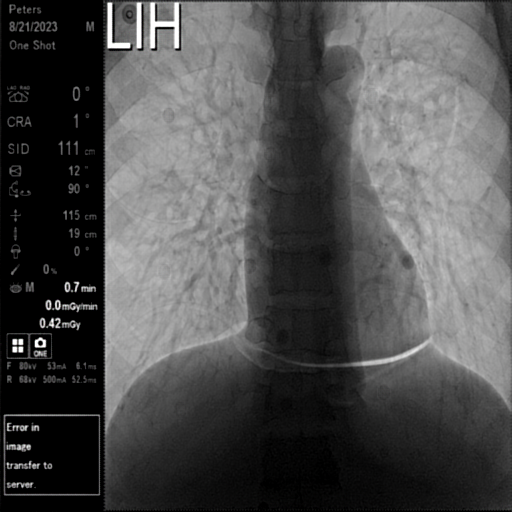 Peters
8/21/2023 M
One Shot
LIH
LAO RAO
0°
CRA 1°
SID 111 cm
12°
90°
115 cm
19 cm
0°
0%
M 0.7 min
0.0 mGy/min
0.42 mGy
ONE
F 80kV 53mA 6.1ms
R 68kV 500mA 52.5ms
Error in
image
transfer to
server.